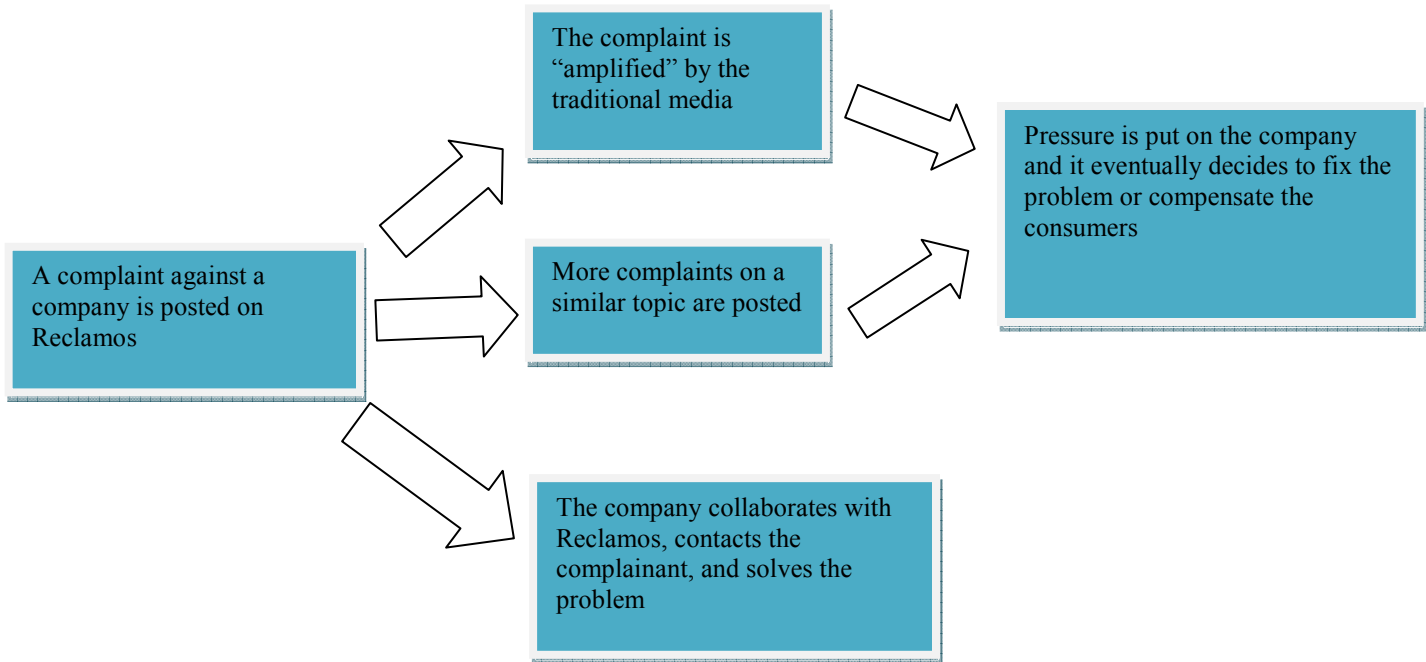 The complaint is
“amplified” by the
traditional media
Pressure is put on the company
and it eventually decides to fix the
problem or compensate the
consumers
A complaint against a
company is posted on
Reclamos
More complaints on a
similar topic are posted
The company collaborates with
Reclamos, contacts the
complainant, and solves the
problem